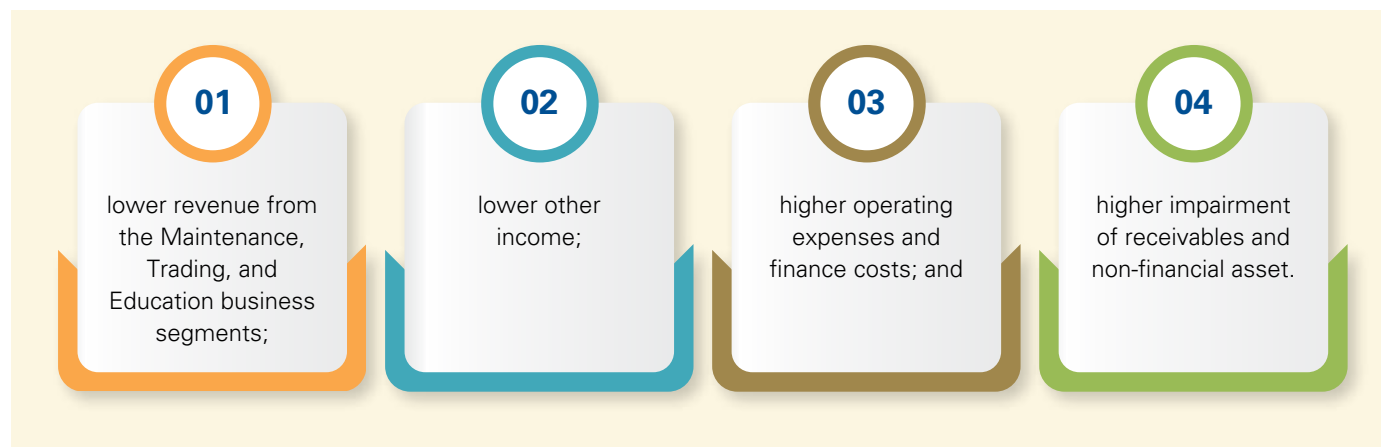 01
lower revenue from
the Maintenance,
Trading, and
Education business
segments;
02
lower other
income;
03
higher operating
expenses and
finance costs; and
04
higher impairment
of receivables and
non-financial asset.